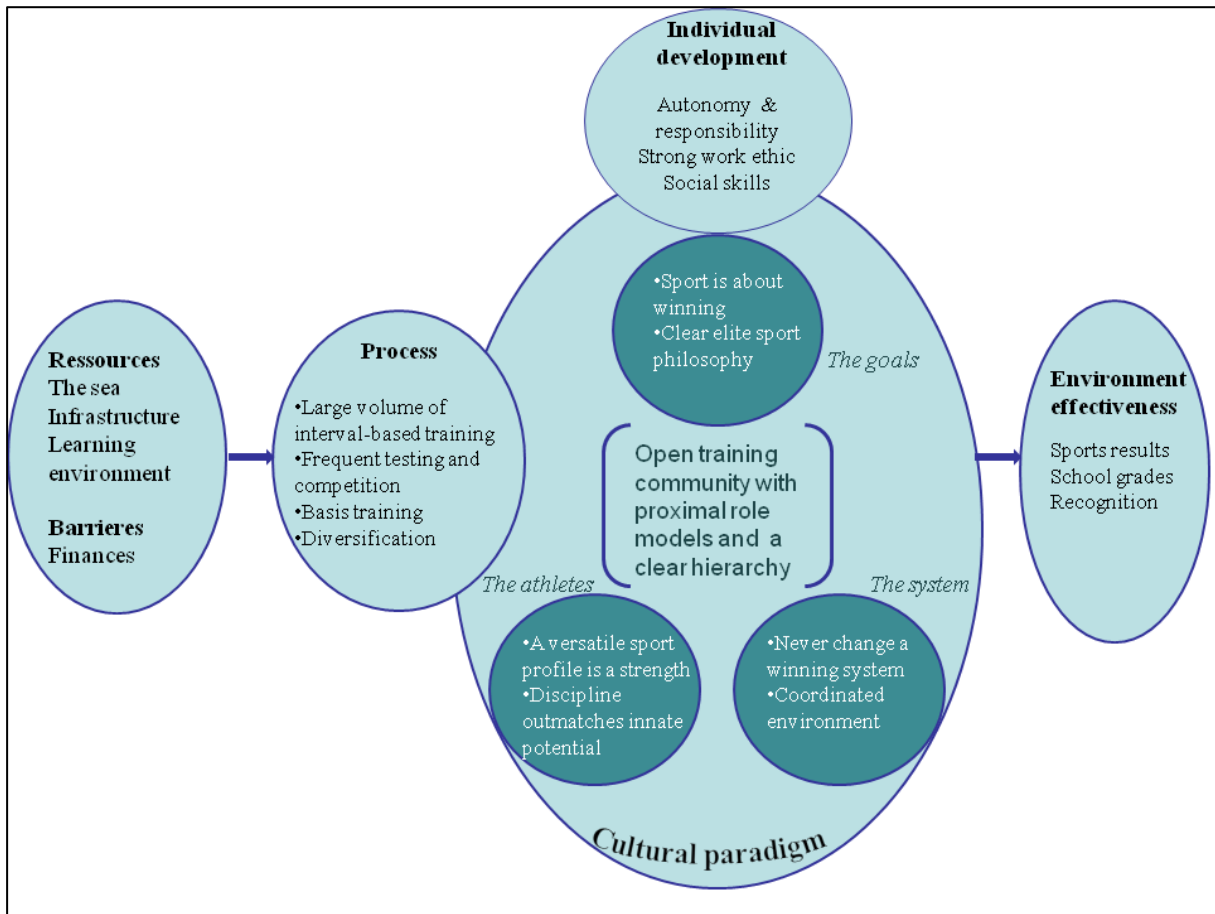 Individual
development
Autonomy & 
responsibility
Strong work ethic
Social skills
Ressources
The sea
Infrastructure
Learning
environment
Barrieres
Finances
Process
•Large volume of
interval-based training
•Frequent testing and
competition
•Basis training
•Diversification
•Sport is about
winning
•Clear elite sport
philosophy
The goals
Open training
community with
proximal role
models and a
clear hierarchy
The athletes
•A versatile sport
profile is a strength
•Discipline
outmatches innate
potential
The system
•Never change a
winning system
•Coordinated
environment
Cultural paradigm
Environment
effectiveness
Sports results
School grades
Recognition